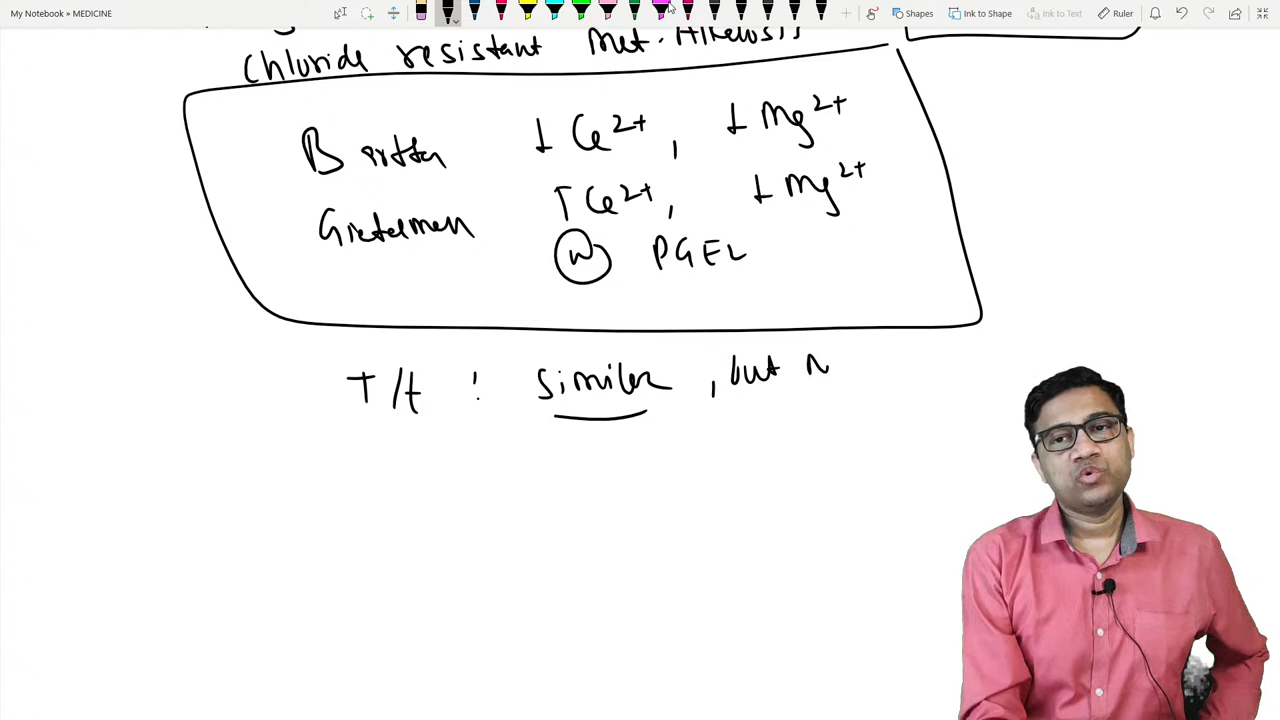 My Notebook » MEDICINE
Shapes Ink to Shape Ink to Text Ruler
Chloride resistant Met. Alkalosis
Bartter ↓ Ca²⁺, ↓ Mg²⁺
Gitelman ↑ Ca²⁺, ↓ Mg²⁺
N PGE2
T/t : Similar, but N